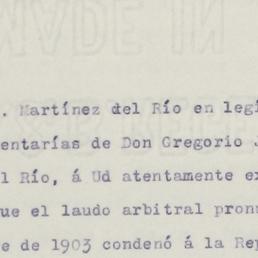 . Martínez del Río en legí
entarías de Don Gregorio J
l Río, á Ud atentamente ex
ue el laudo arbitral pronu
e de 1903 condenó á la Rep